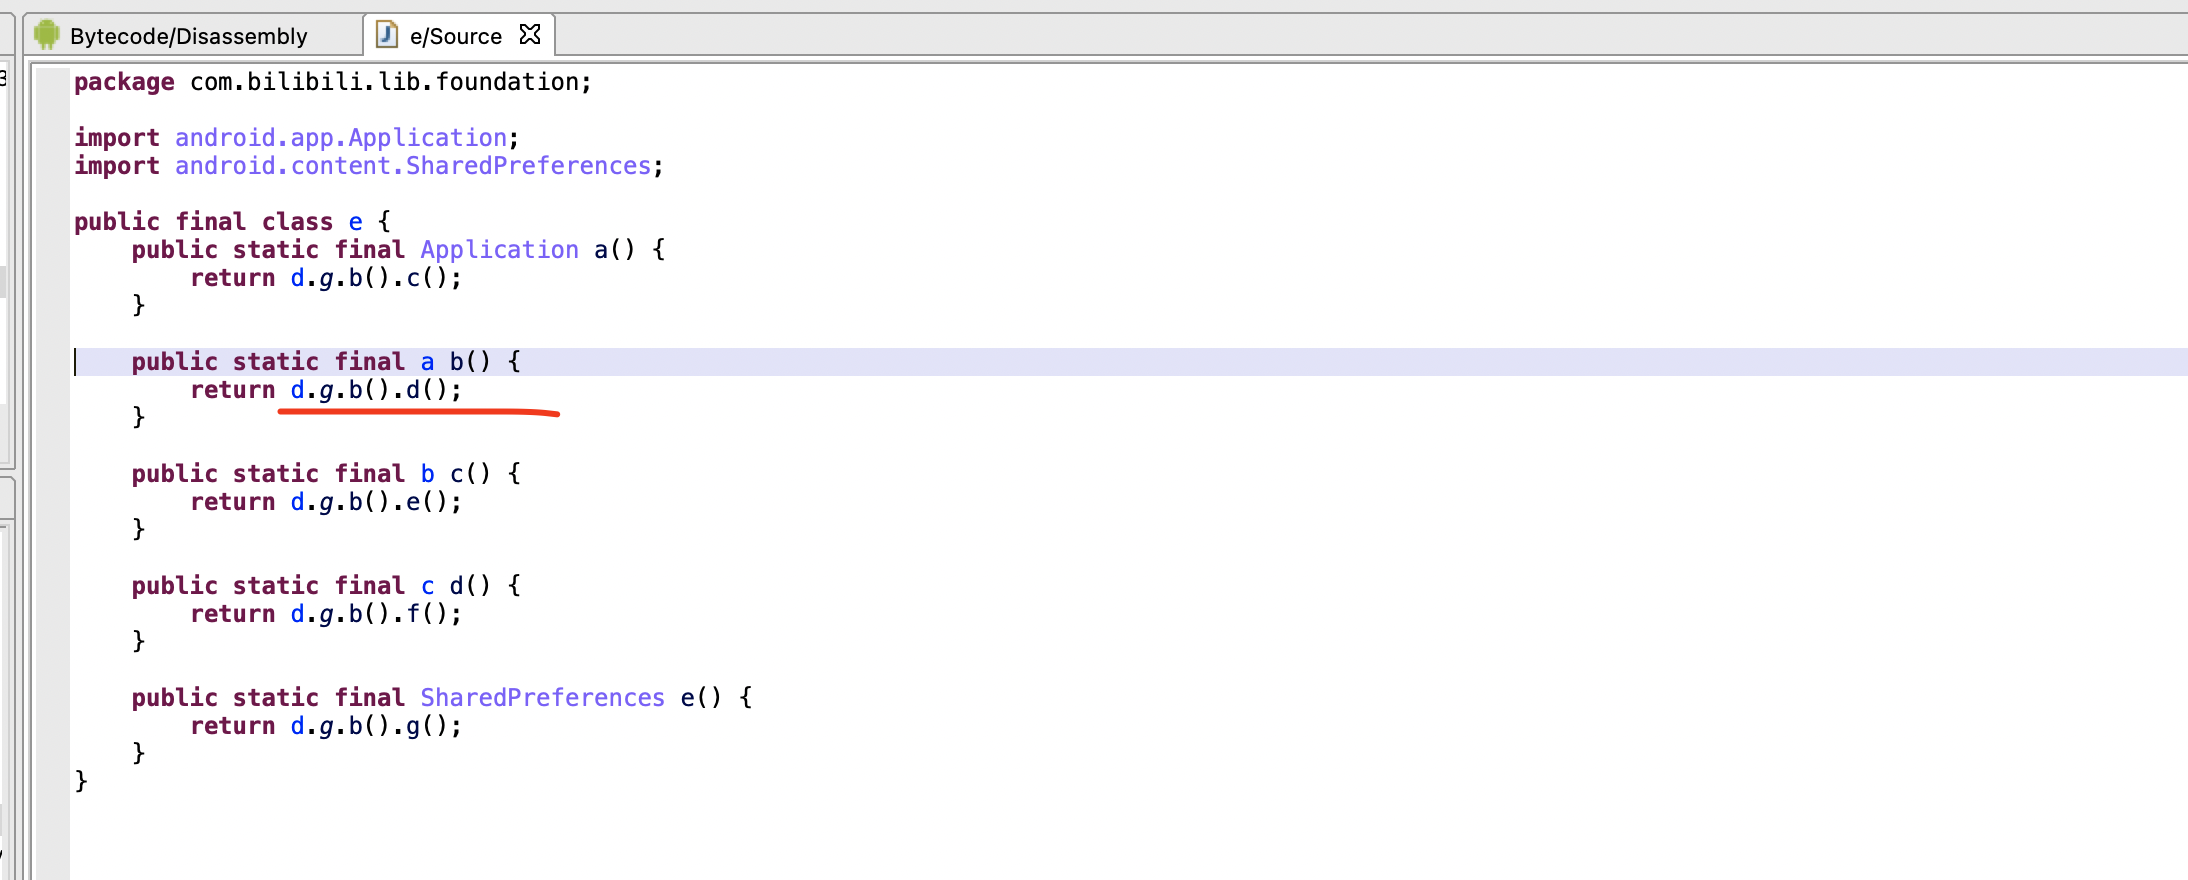 Bytecode/Disassembly
e/Source
package com.bilibili.lib.foundation;
import android.app.Application;
import android.content.SharedPreferences;
public final class e {
public static final Application a() {
return d.g.b().c();
}
public static final a b() {
return d.g.b().d();
}
public static final b c() {
return d.g.b().e();
}
public static final c d() {
return d.g.b().f();
}
public static final SharedPreferences e() {
return d.g.b().g();
}
}